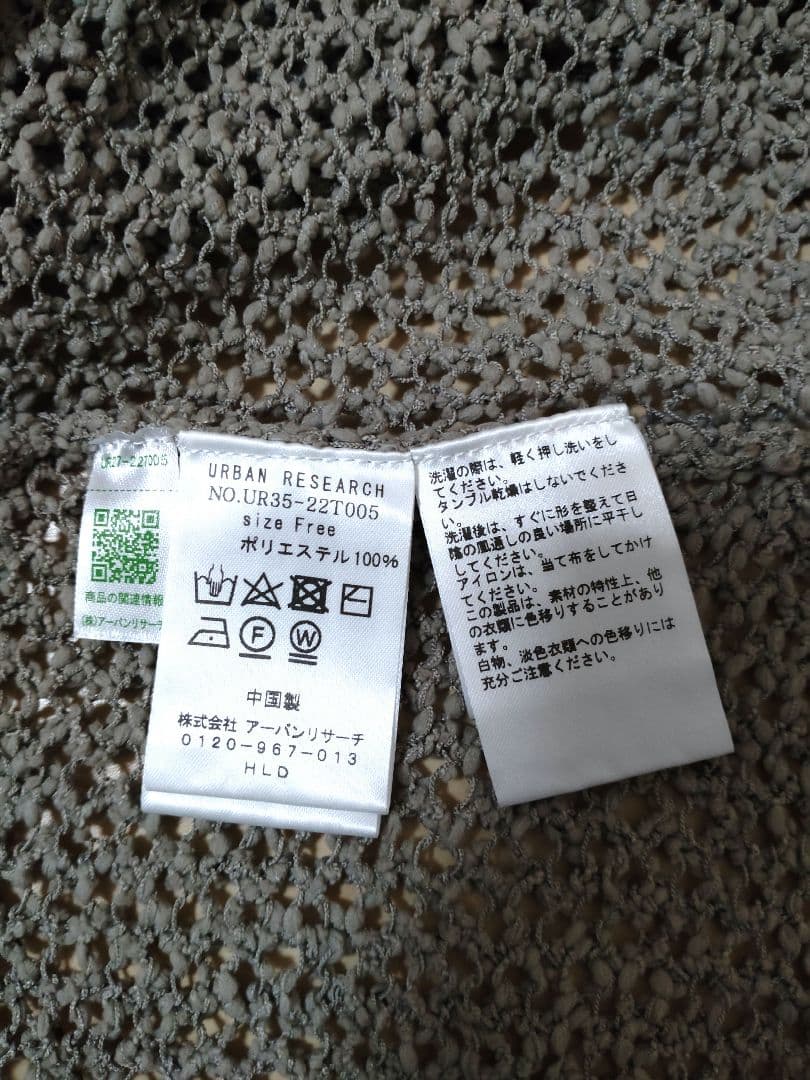 UR27-22T005
商品の関連情報
(株)アーバンリサーチ
URBAN RESEARCH
NO.UR35-22T005
size Free
ポリエステル 100%
F
W
中国製
株式会社 アーバンリサーチ
0120-967-013
HLD
洗濯の際は、軽く押し洗いをし
てください。
タンブル乾燥はしないでくださ
い。
洗濯後は、すぐに形を整えて日
陰の風通しの良い場所に平干し
してください。
アイロンは、当て布をしてかけ
てください。
この製品は、素材の特性上、他
の衣類に色移りすることがあり
ます。
白物、淡色衣類への色移りには
充分ご注意ください。